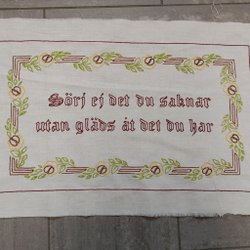 Sörj ej det du saknar
utan gläds åt det du har